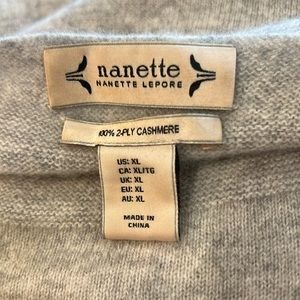 nanette
NANETTE LEPORE
100% 2-PLY CASHMERE
US: XL
CA: XL/TG
UK: XL
EU: XL
AU: XL
MADE IN
CHINA